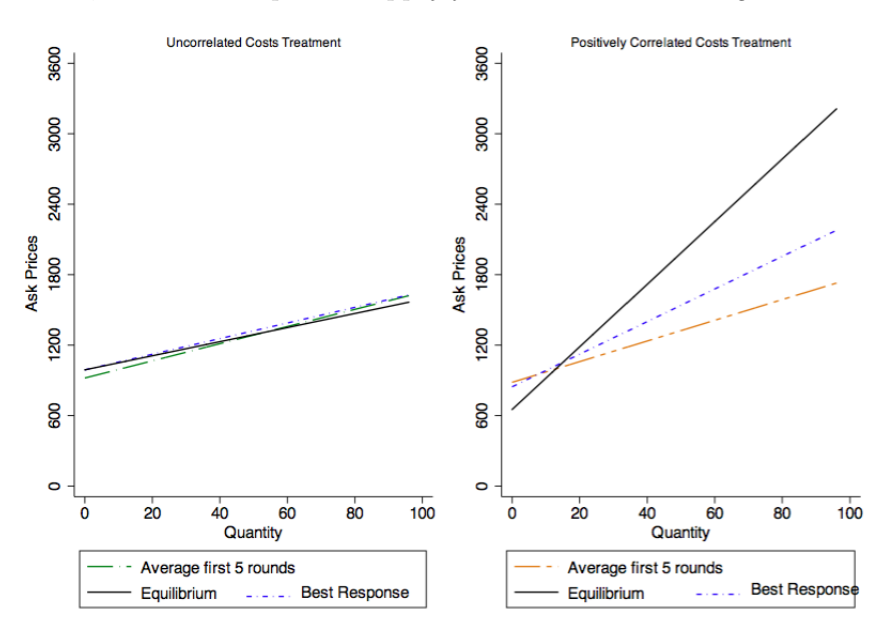 Uncorrelated Costs Treatment
Ask Prices
3600
3000
2400
1800
1200
600
0
0 20 40 60 80 100
Quantity
Average first 5 rounds
Equilibrium Best Response
Positively Correlated Costs Treatment
Ask Prices
3600
3000
2400
1800
1200
600
0
0 20 40 60 80 100
Quantity
Average first 5 rounds
Equilibrium Best Response